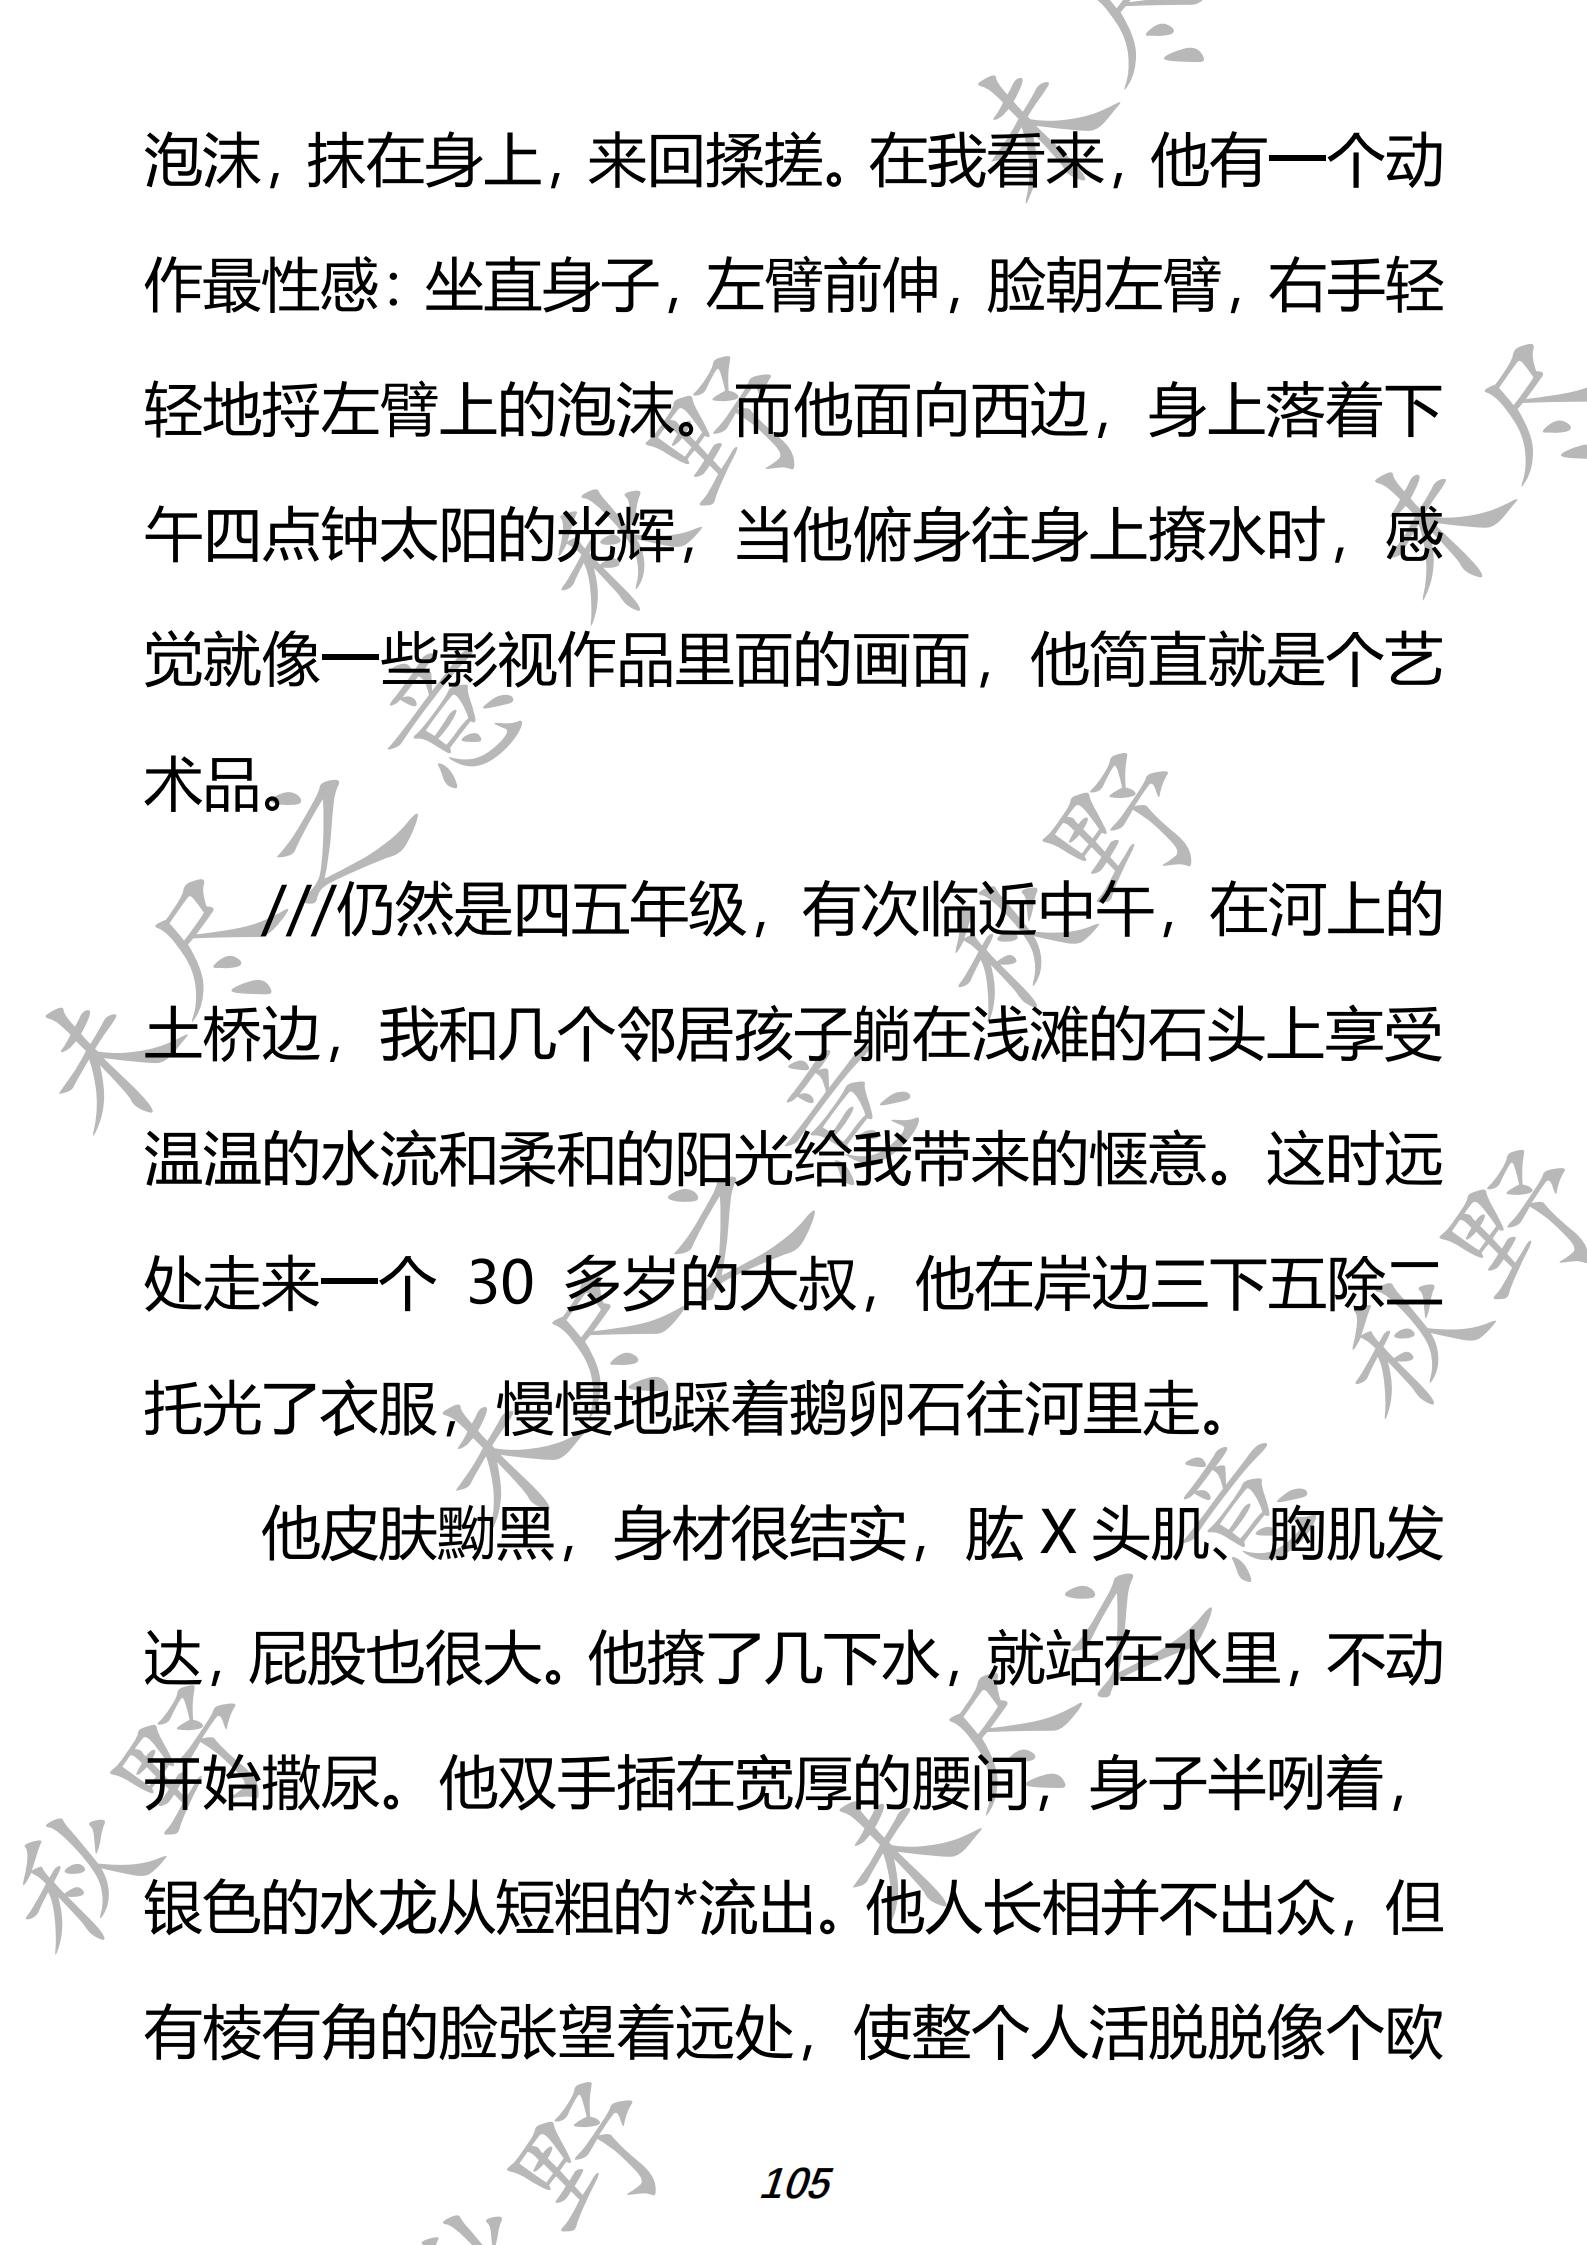 泡沫，抹在身上，来回揉搓。在我看来，他有一个动
作最性感：坐直身子，左臂前伸，脸朝左臂，右手轻
轻地捋左臂上的泡沫。而他面向西边，身上落着下
午四点钟太阳的光辉，当他俯身往身上撩水时，感
觉就像一些影视作品里面的画面，他简直就是个艺
术品。
///仍然是四五年级，有次临近中午，在河上的
土桥边，我和几个邻居孩子躺在浅滩的石头上享受
温温的水流和柔和的阳光给我带来的惬意。这时远
处走来一个 30 多岁的大叔，他在岸边三下五除二
托光了衣服，慢慢地踩着鹅卵石往河里走。
他皮肤黝黑，身材很结实，肱 X 头肌、胸肌发
达，屁股也很大。他撩了几下水，就站在水里，不动
开始撒尿。他双手插在宽厚的腰间，身子半咧着，
银色的水龙从短粗的*流出。他人长相并不出众，但
有棱有角的脸张望着远处，使整个人活脱脱像个欧
105
未尽之意 秋野
未尽之意 秋野
未尽之意 秋野
未尽
未尽
秋野
秋野